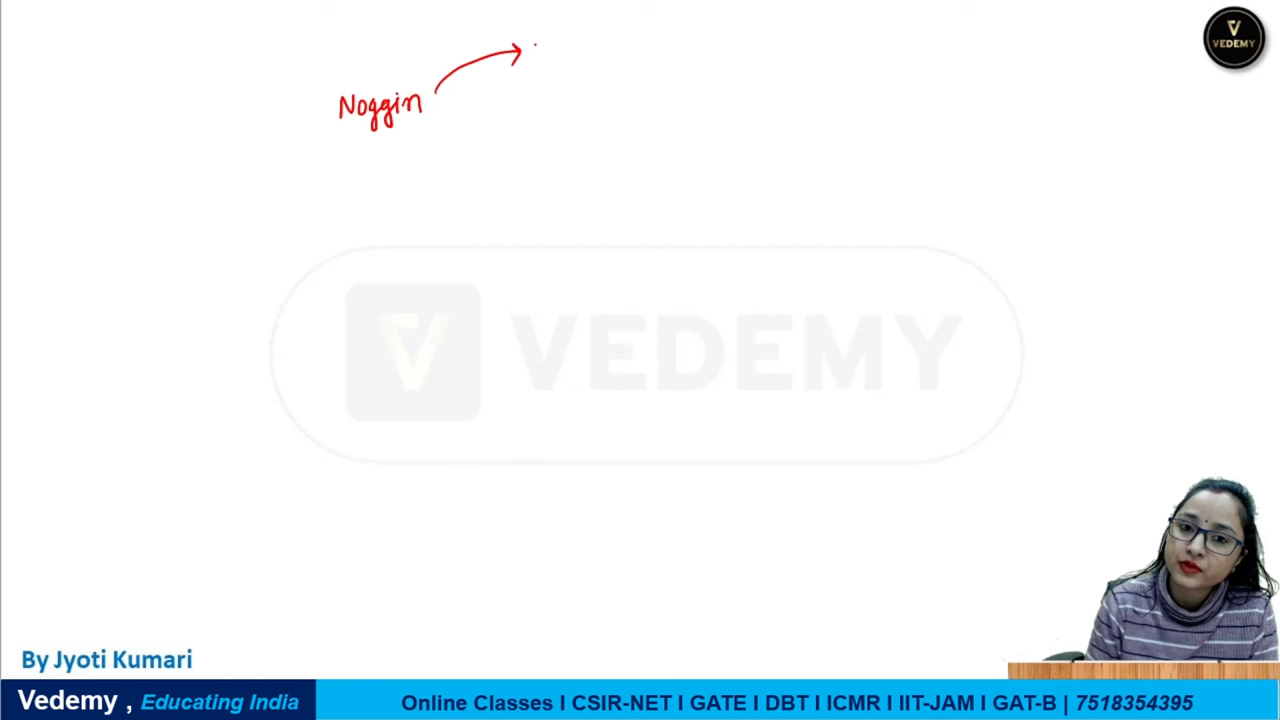 VEDEMY
Noggin
VEDEMY
By Jyoti Kumari
Vedemy , Educating India
Online Classes I CSIR-NET I GATE I DBT I ICMR I IIT-JAM I GAT-B | 7518354395